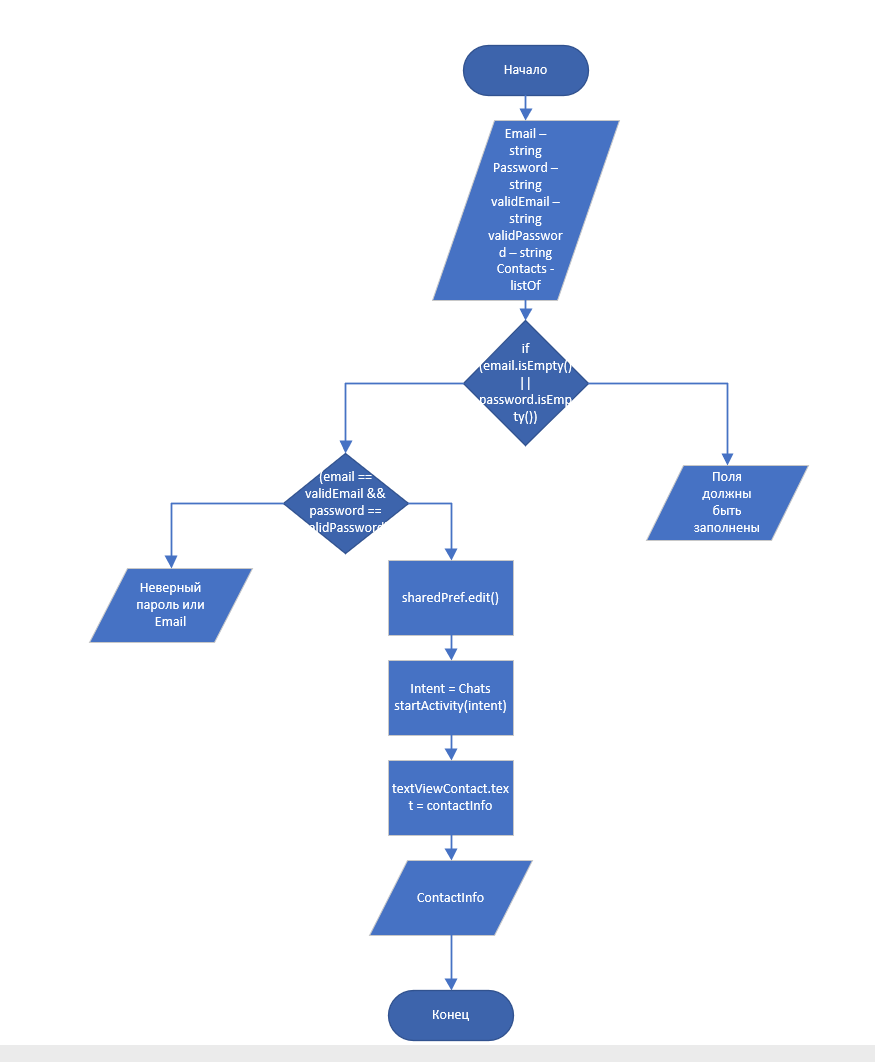 Начало
Email –
string
Password –
string
validEmail –
string
validPasswor
d – string
Contacts -
listOf
if
(email.isEmpty()
||
password.isEmp
ty())
(email ==
validEmail &&
password ==
alidPassword
Поля
должны
быть
заполнены
Неверный
пароль или
Email
sharedPref.edit()
Intent = Chats
startActivity(intent)
textViewContact.tex
t = contactInfo
ContactInfo
Конец